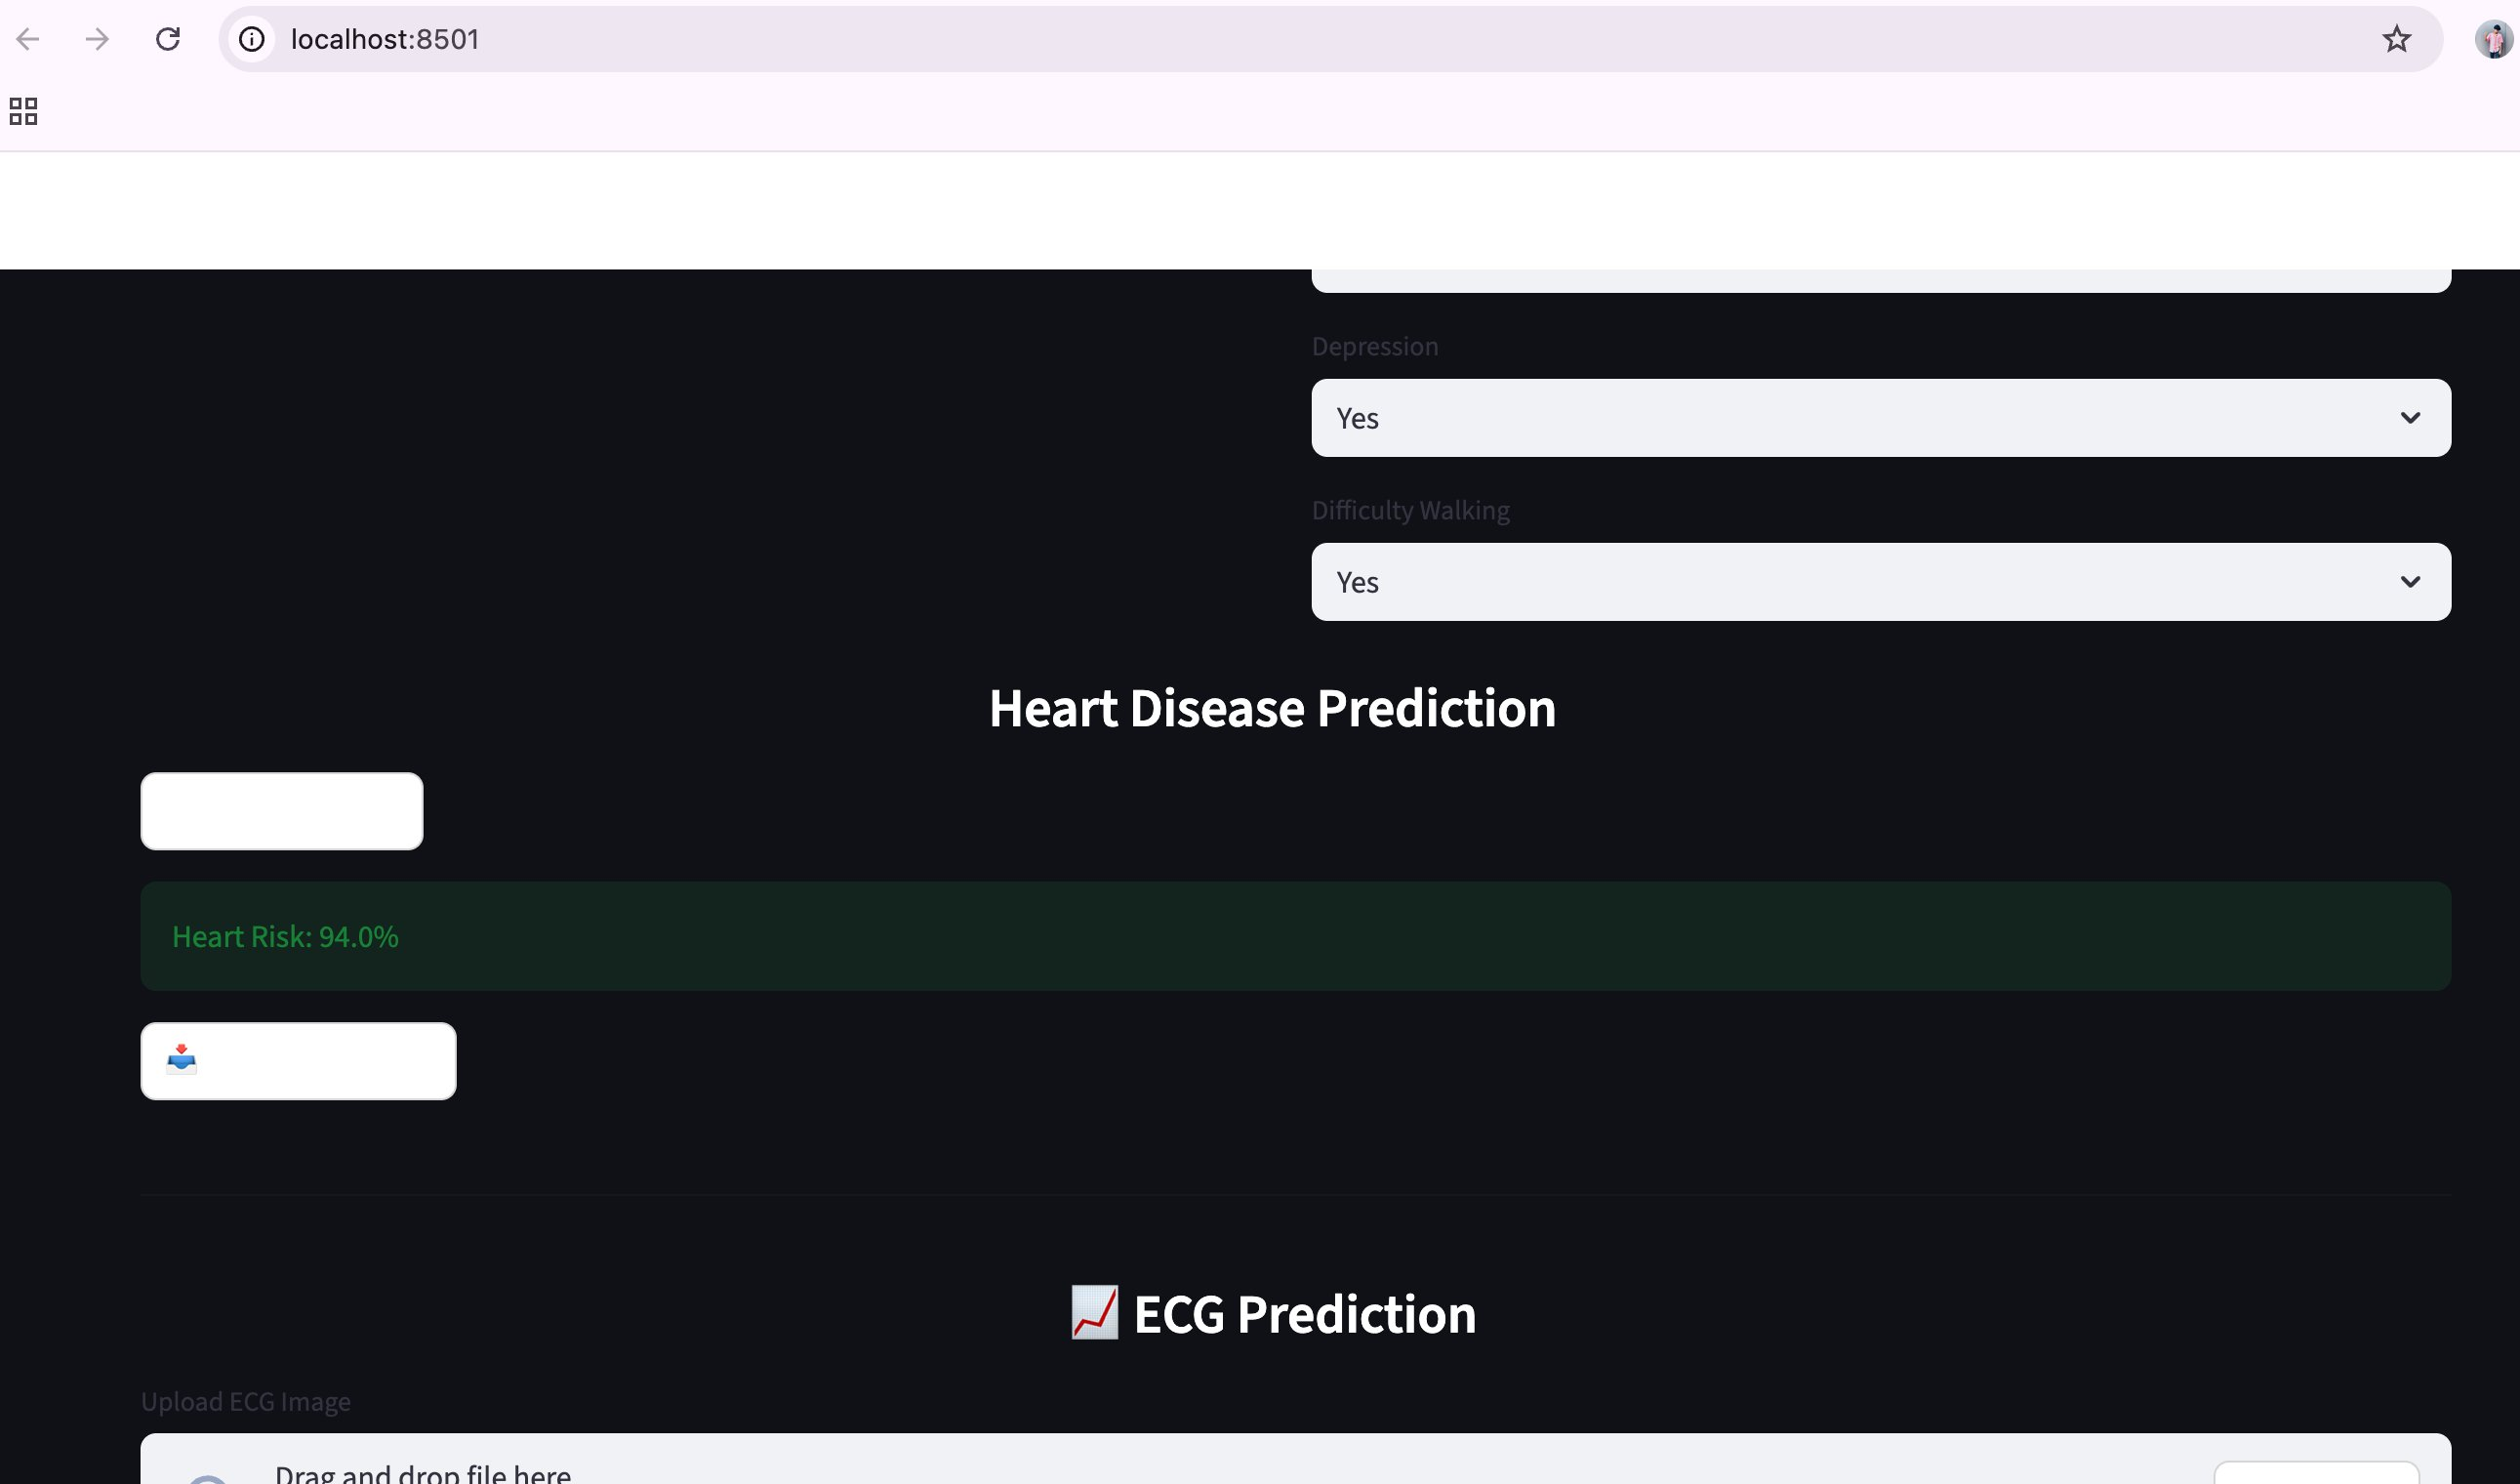 localhost:8501
Depression
Yes
Difficulty Walking
Yes
Heart Disease Prediction
Heart Risk: 94.0%
ECG Prediction
Upload ECG Image
Drag and drop file here